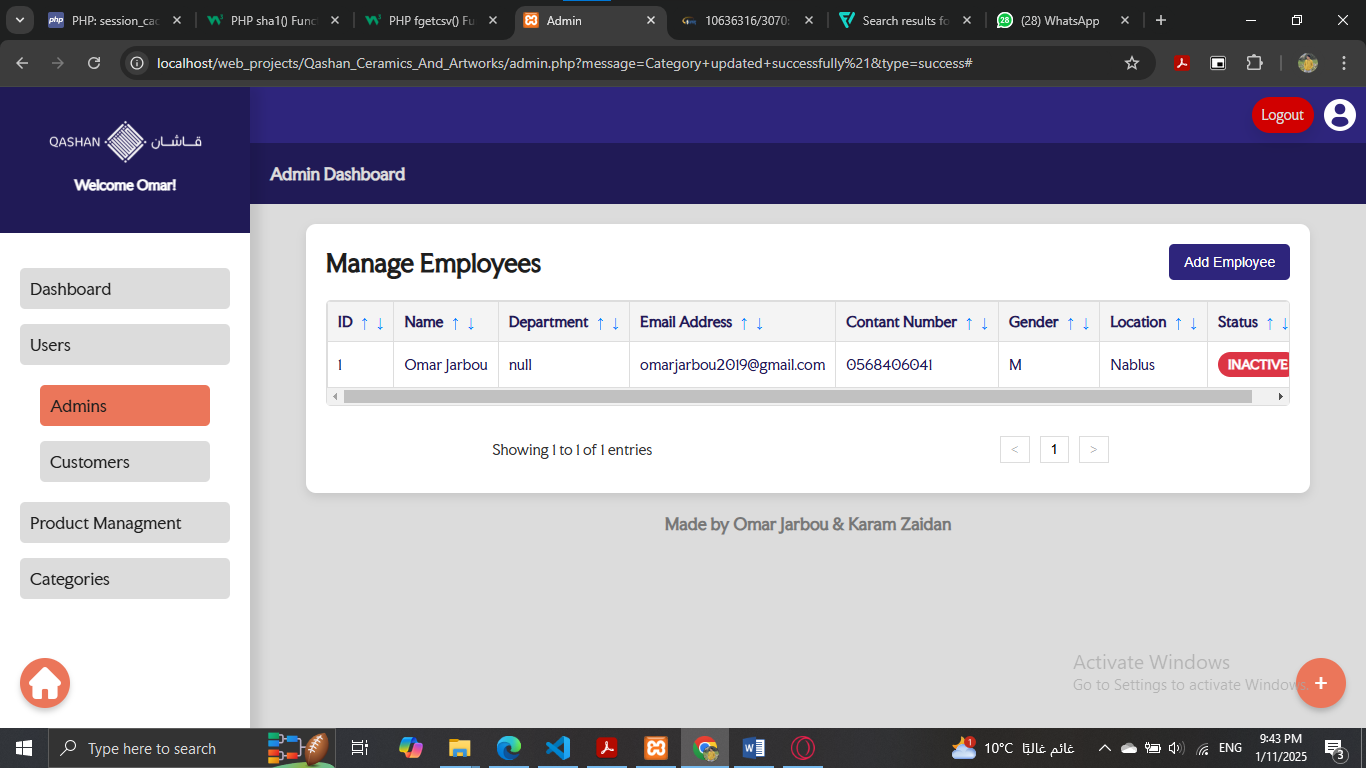 PHP: session_cac
PHP sha1() Func
PHP fgetcsv() Fu
Admin
10636316/3070:
Search results fo
28
(28) WhatsApp
localhost/web_projects/Qashan_Ceramics_And_Artworks/admin.php?message=Category+updated+successfully%21&type=success#
QASHAN قاشان
Welcome Omar!
Logout
Admin Dashboard
Dashboard
Users
Admins
Customers
Product Managment
Categories
Manage Employees
Add Employee
ID ↑ ↓ Name ↑ ↓ Department ↑ ↓ Email Address ↑ ↓ Contant Number ↑ ↓ Gender ↑ ↓ Location ↑ ↓ Status ↑ ↓
1 Omar Jarbou null omarjarbou2019@gmail.com 0568406041 M Nablus INACTIVE
Showing 1 to 1 of 1 entries
< 1 >
Made by Omar Jarbou & Karam Zaidan
Activate Windows
Go to Settings to activate Windows
+
Type here to search
1
10°C غائم غالبًا
ENG
9:43 PM
1/11/2025
3